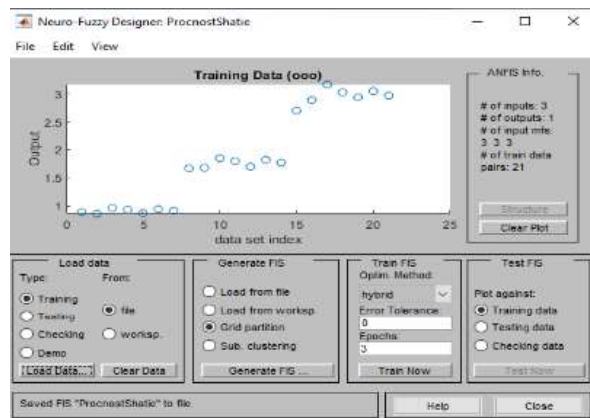 Neuro-Fuzzy Designer: ProcnostShatie
File Edit View
Training Data (ooo)
3
2.5
2
1.5
1
Output
0 5 10 15 20 25
data set index
ANFIS Info.
# of inputs: 3
# of outputs: 1
# of input mfs:
3 3 3
# of train data
pairs: 21
Structure
Clear Plot
Load data
Type: From:
Training
Testing
Checking
Demo
file
worksp.
Load Data... Clear Data
Generate FIS
Load from file
Load from worksp.
Grid partition
Sub. clustering
Generate FIS ...
Train FIS
Optim. Method:
hybrid
Error Tolerance:
0
Epochs:
3
Train Now
Test FIS
Plot against:
Training data
Testing data
Checking data
Test Now
Saved FIS "ProcnostShatie" to file
Help Close